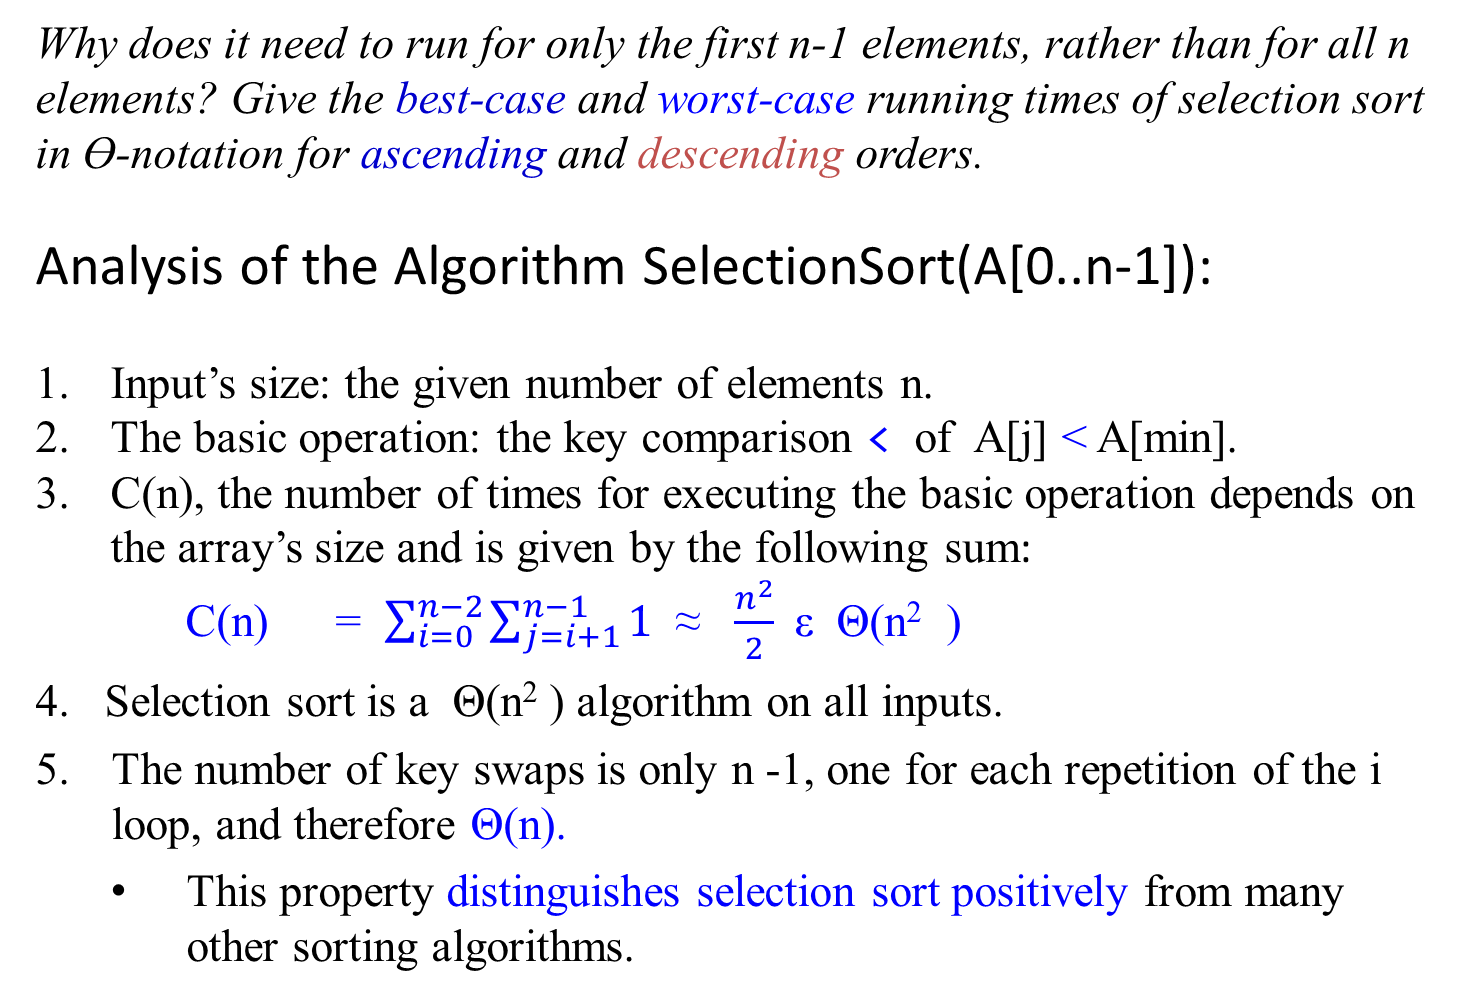 Why does it need to run for only the first n-1 elements, rather than for all n
elements? Give the best-case and worst-case running times of selection sort
in Ө-notation for ascending and descending orders.
Analysis of the Algorithm SelectionSort(A[0..n-1]):
1. Input’s size: the given number of elements n.
2. The basic operation: the key comparison < of A[j] < A[min].
3. C(n), the number of times for executing the basic operation depends on
the array’s size and is given by the following sum:
C(n) = ∑_{i=0}^{n−2} ∑_{j=i+1}^{n−1} 1 ≈ n²/2 ε Θ(n² )
4. Selection sort is a Θ(n² ) algorithm on all inputs.
5. The number of key swaps is only n -1, one for each repetition of the i
loop, and therefore Θ(n).
• This property distinguishes selection sort positively from many
other sorting algorithms.